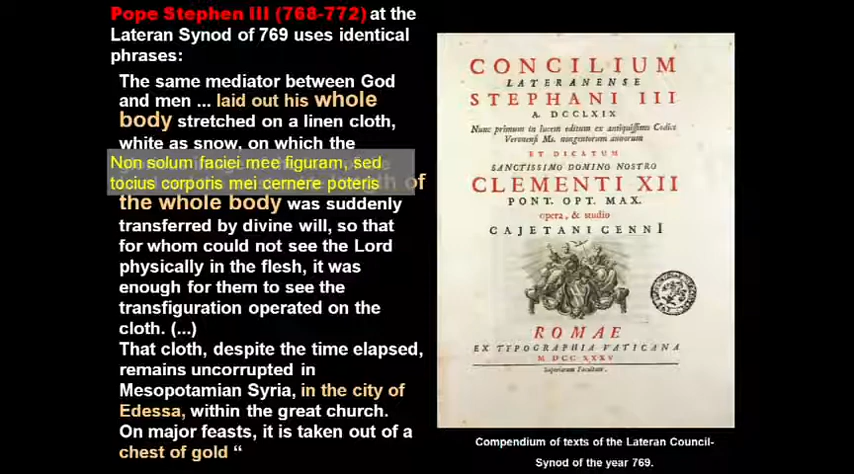 Pope Stephen III (768-772) at the
Lateran Synod of 769 uses identical
phrases:
The same mediator between God
and men ... laid out his whole
body stretched on a linen cloth,
white as snow, on which the
Non solum faciei mee figuram, sed
tocius corporis mei cernere poteris
of
the whole body was suddenly
transferred by divine will, so that
for whom could not see the Lord
physically in the flesh, it was
enough for them to see the
transfiguration operated on the
cloth. (...)
That cloth, despite the time elapsed,
remains uncorrupted in
Mesopotamian Syria, in the city of
Edessa, within the great church.
On major feasts, it is taken out of a
chest of gold “
CONCILIUM
LATERANENSE
STEPHANI III
A. DCCLXIX
Nunc primum in lucem editum ex antiquissimo Codice
Veronensi Ms. nongentorum annorum
ET DICATUM
SANCTISSIMO DOMINO NOSTRO
CLEMENTI XII
PONT. OPT. MAX.
opera, & studio
CAJETANI CENNI
ROMAE
EX TYPOGRAPHIA VATICANA
M DCC XXXV
Superiorum Facultate.
Compendium of texts of the Lateran Council-
Synod of the year 769.